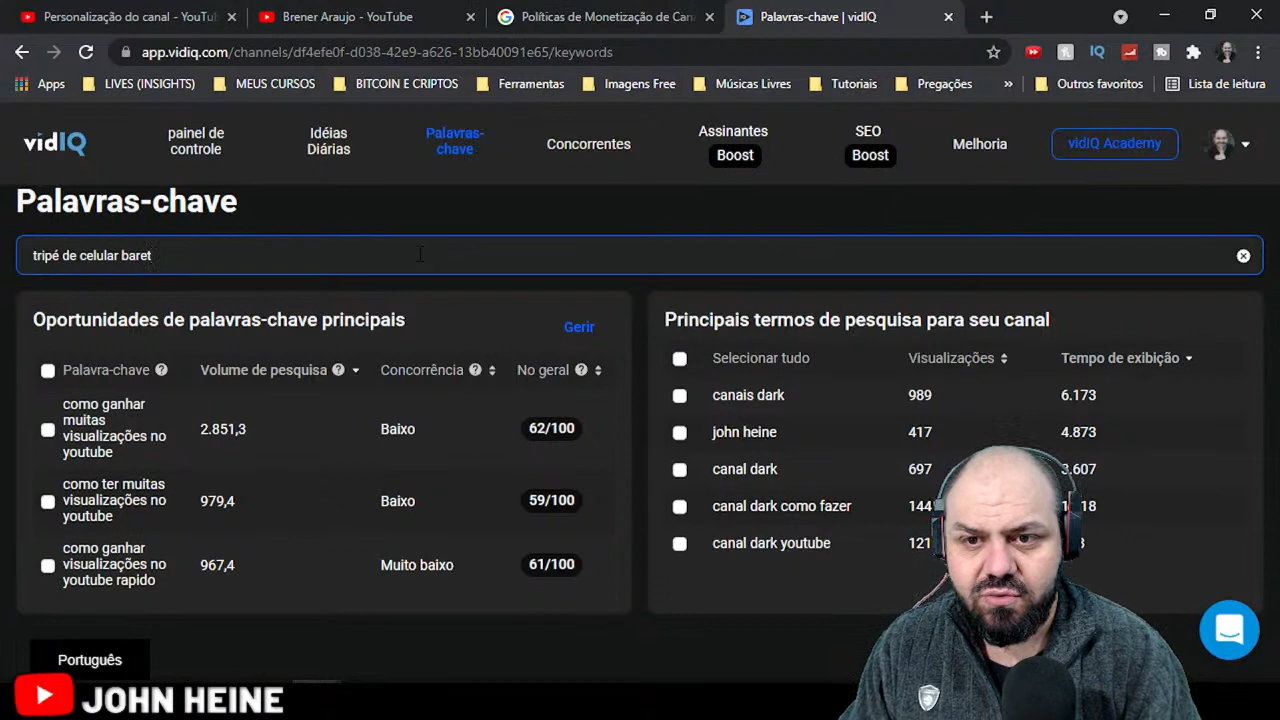 Personalização do canal - YouTu
Brener Araujo - YouTube
Políticas de Monetização de Can
Palavras-chave | vidIQ
app.vidiq.com/channels/df4efe0f-d038-42e9-a626-13bb40091e65/keywords
Apps LIVES (INSIGHTS) MEUS CURSOS BITCOIN E CRIPTOS Ferramentas Imagens Free Músicas Livres Tutoriais Pregações » Outros favoritos Lista de leitura
vidIQ
painel de
controle
Idéias
Diárias
Palavras-
chave
Concorrentes
Assinantes
Boost
SEO
Boost
Melhoria
vidIQ Academy
Palavras-chave
tripé de celular baret
Oportunidades de palavras-chave principais
Gerir
Palavra-chave Volume de pesquisa Concorrência No geral
como ganhar
muitas
visualizações no
youtube
2.851,3 Baixo 62/100
como ter muitas
visualizações no
youtube
979,4 Baixo 59/100
como ganhar
visualizações no
youtube rapido
967,4 Muito baixo 61/100
Principais termos de pesquisa para seu canal
Selecionar tudo Visualizações Tempo de exibição
canais dark 989 6.173
john heine 417 4.873
canal dark 697 .607
canal dark como fazer 144 18
canal dark youtube 121
Português
JOHN HEINE